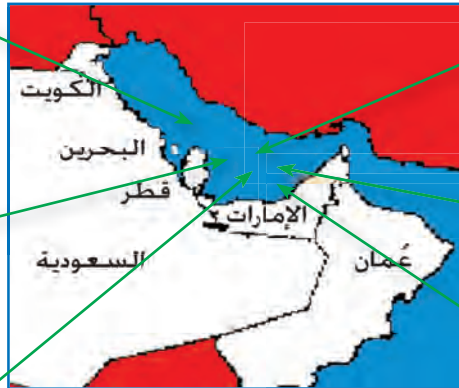 الكويت
البحرين
قطر
الإمارات
السعودية
عُمان